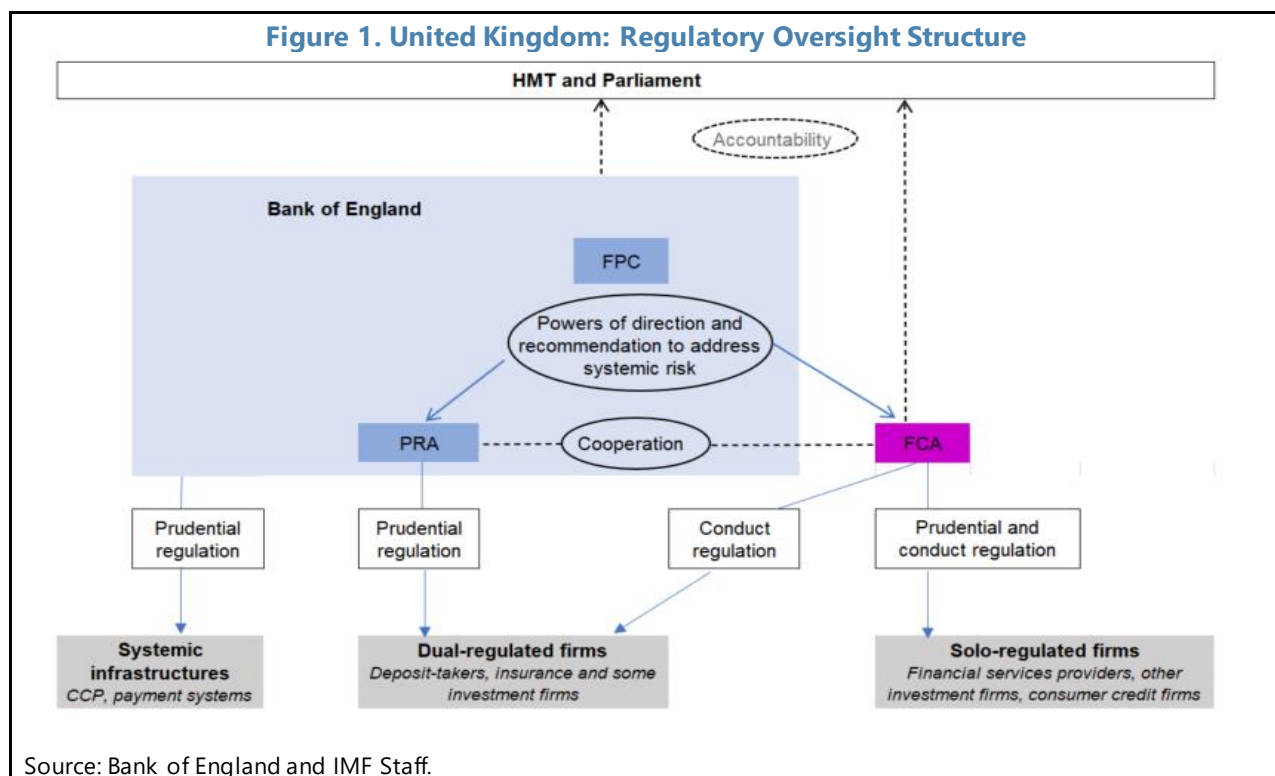 Figure 1. United Kingdom: Regulatory Oversight Structure
HMT and Parliament
Accountability
Bank of England
FPC
Powers of direction and
recommendation to address
systemic risk
PRA
Cooperation
FCA
Prudential
regulation
Prudential
regulation
Conduct
regulation
Prudential and
conduct regulation
Systemic
infrastructures
CCP, payment systems
Dual-regulated firms
Deposit-takers, insurance and some
investment firms
Solo-regulated firms
Financial services providers, other
investment firms, consumer credit firms
Source: Bank of England and IMF Staff.